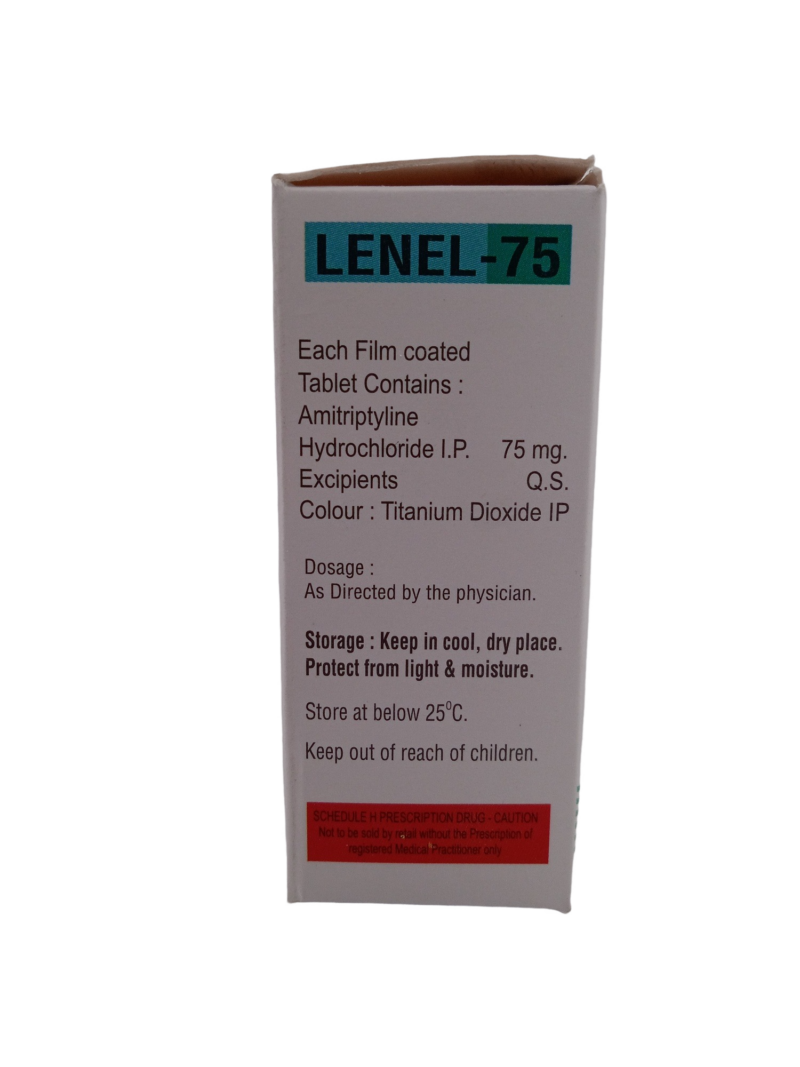 LENEL-75
Each Film coated
Tablet Contains :
Amitriptyline
Hydrochloride I.P. 75 mg.
Excipients Q.S.
Colour : Titanium Dioxide IP
Dosage :
As Directed by the physician.
Storage : Keep in cool, dry place.
Protect from light & moisture.
Store at below 25⁰C.
Keep out of reach of children.
SCHEDULE H PRESCRIPTION DRUG - CAUTION
Not to be sold by retail without the Prescription of
registered Medical Practitioner only